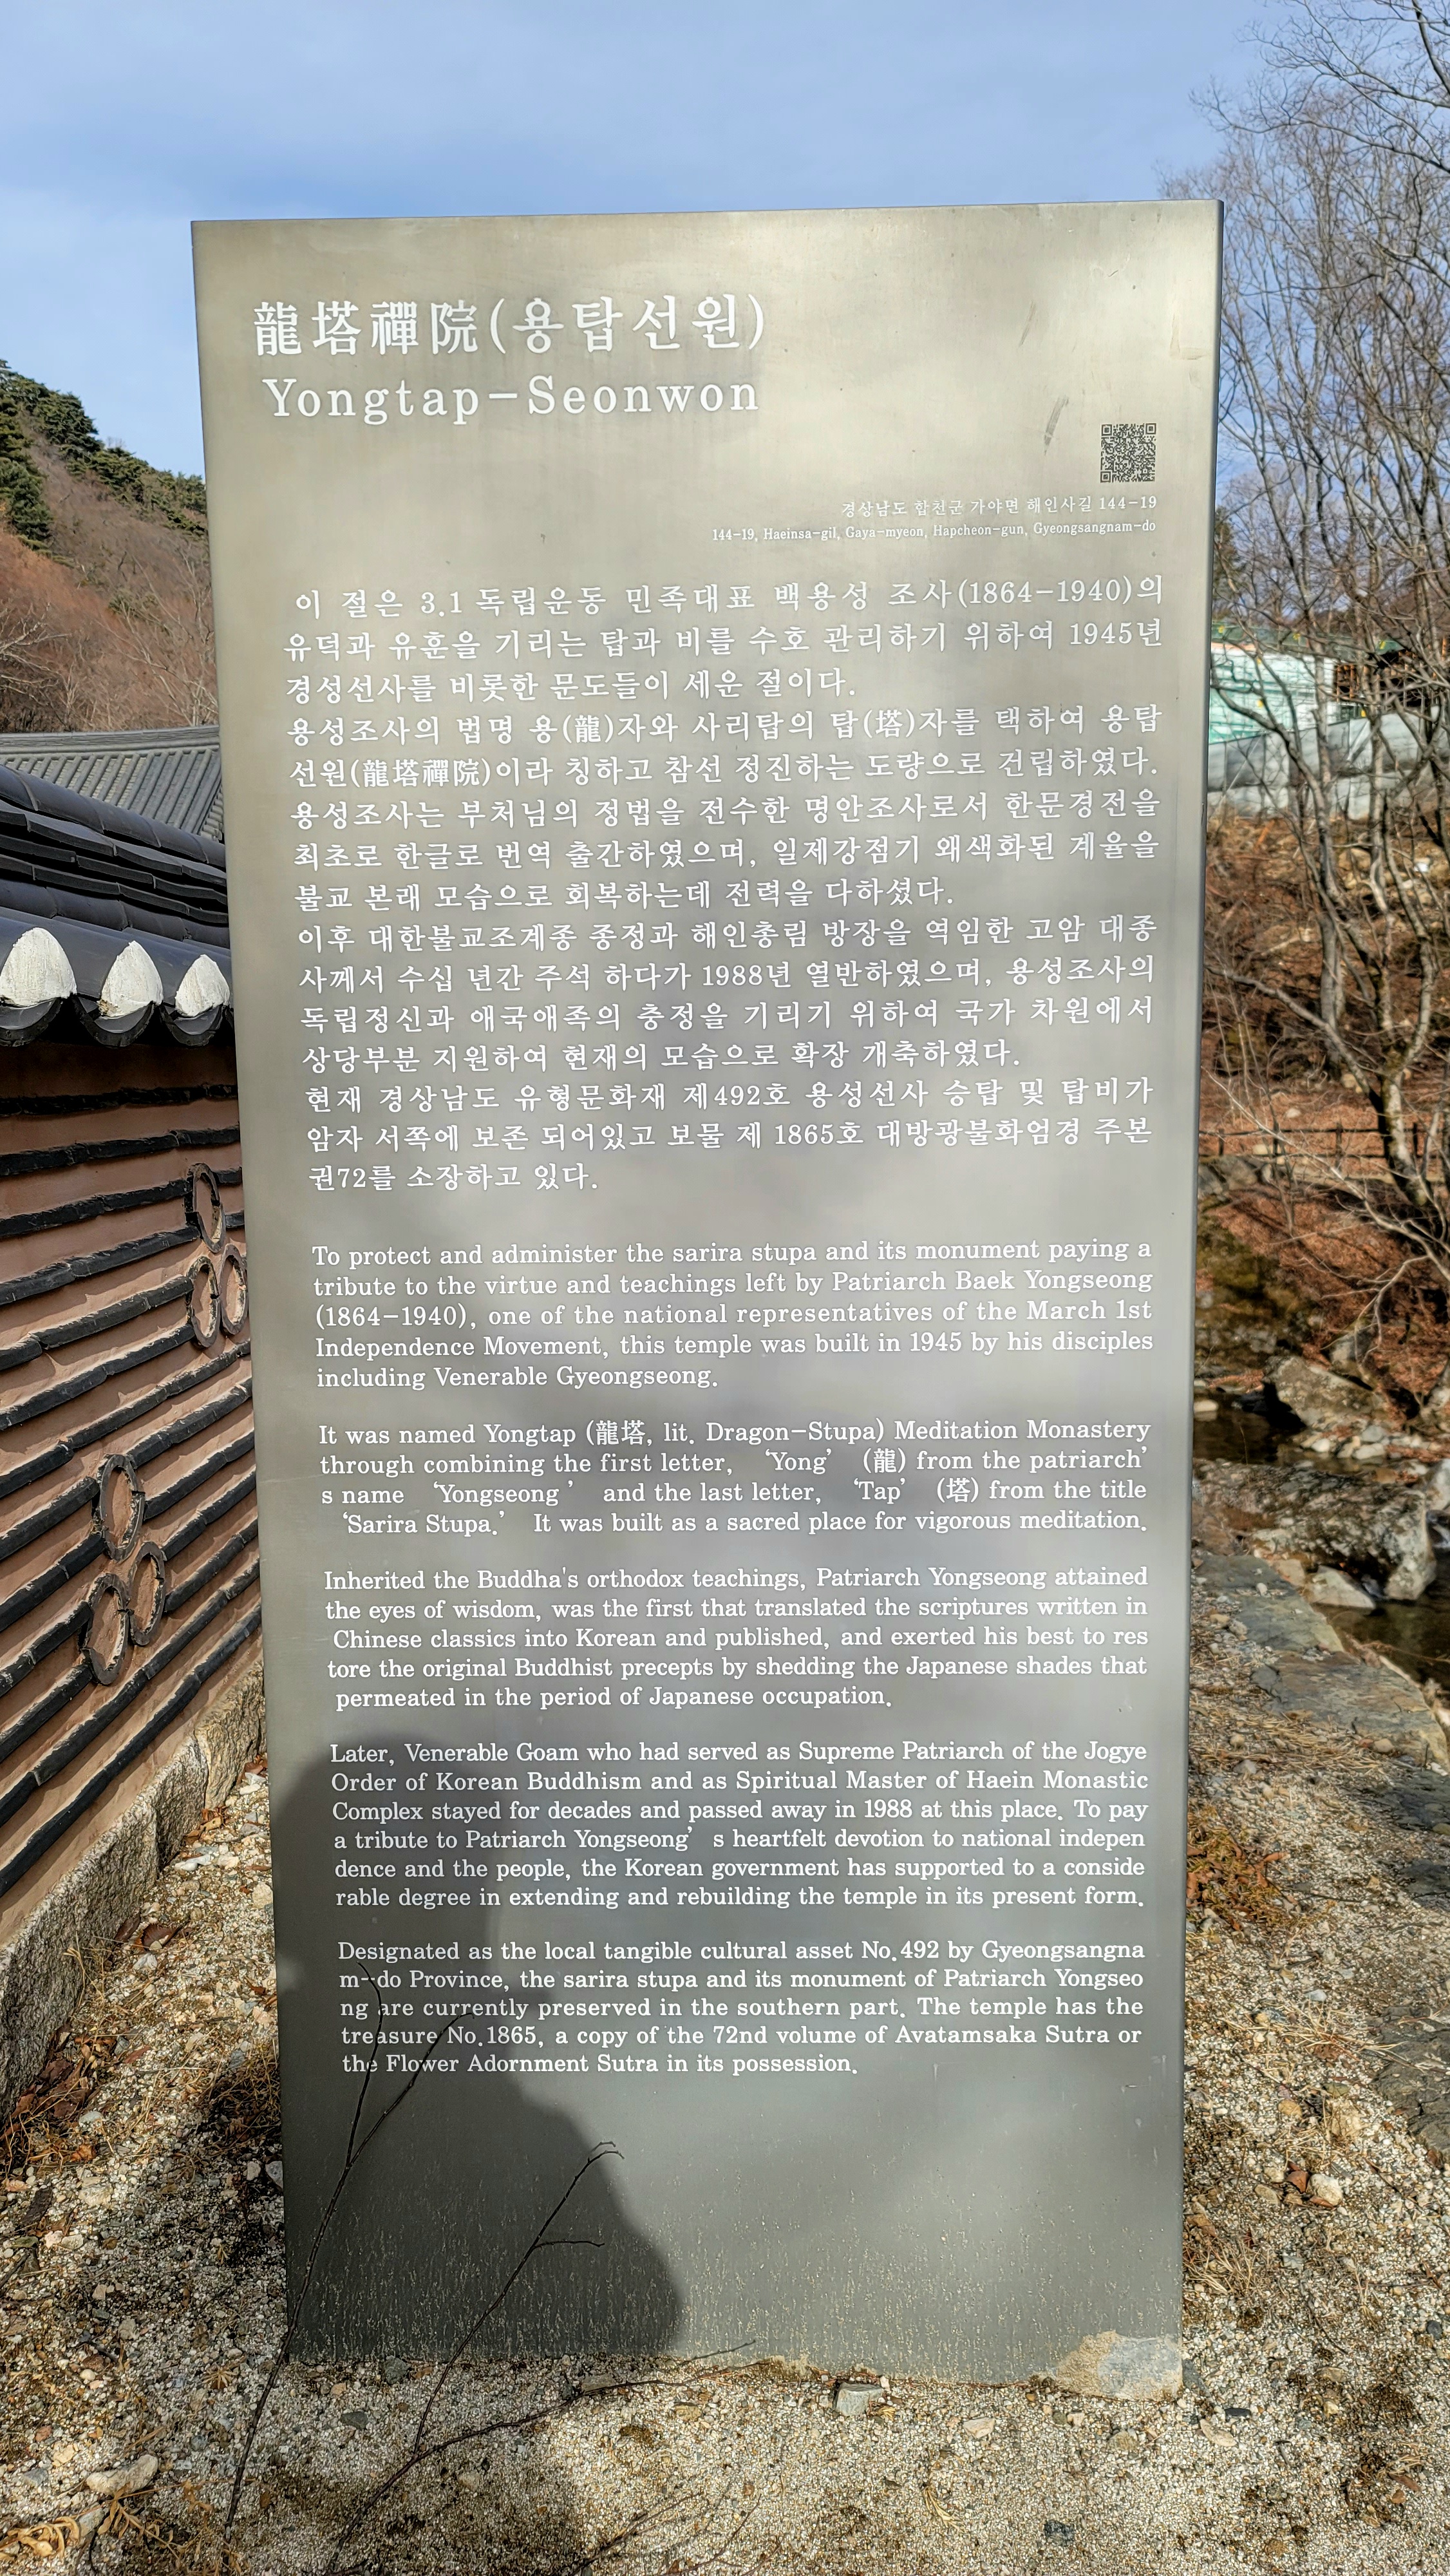 龍塔禪院(용탑선원)
Yongtap-Seonwon
경상남도 합천군 가야면 해인사길 144-19
144-19, Haeinsa-gil, Gaya-myeon, Hapcheon-gun, Gyeongsangnam-do
이 절은 3.1 독립운동 민족대표 백용성 조사(1864-1940)의
유덕과 유훈을 기리는 탑과 비를 수호 관리하기 위하여 1945년
경성선사를 비롯한 문도들이 세운 절이다.
용성조사의 법명 용(龍)자와 사리탑의 탑(塔)자를 택하여 용탑
선원(龍塔禪院)이라 칭하고 참선 정진하는 도량으로 건립하였다.
용성조사는 부처님의 정법을 전수한 명안조사로서 한문경전을
최초로 한글로 번역 출간하였으며, 일제강점기 왜색화된 계율을
불교 본래 모습으로 회복하는데 전력을 다하셨다.
이후 대한불교조계종 종정과 해인총림 방장을 역임한 고암 대종
사께서 수십 년간 주석 하다가 1988년 열반하였으며, 용성조사의
독립정신과 애국애족의 충정을 기리기 위하여 국가 차원에서
상당부분 지원하여 현재의 모습으로 확장 개축하였다.
현재 경상남도 유형문화재 제492호 용성선사 승탑 및 탑비가
암자 서쪽에 보존 되어있고 보물 제 1865호 대방광불화엄경 주본
권72를 소장하고 있다.
To protect and administer the sarira stupa and its monument paying a
tribute to the virtue and teachings left by Patriarch Baek Yongseong
(1864-1940), one of the national representatives of the March 1st
Independence Movement, this temple was built in 1945 by his disciples
including Venerable Gyeongseong.
It was named Yongtap (龍塔, lit. Dragon-Stupa) Meditation Monastery
through combining the first letter, ‘Yong’ (龍) from the patriarch’
s name ‘Yongseong ’ and the last letter, ‘Tap’ (塔) from the title
‘Sarira Stupa.’ It was built as a sacred place for vigorous meditation.
Inherited the Buddha's orthodox teachings, Patriarch Yongseong attained
the eyes of wisdom, was the first that translated the scriptures written in
Chinese classics into Korean and published, and exerted his best to res
tore the original Buddhist precepts by shedding the Japanese shades that
permeated in the period of Japanese occupation.
Later, Venerable Goam who had served as Supreme Patriarch of the Jogye
Order of Korean Buddhism and as Spiritual Master of Haein Monastic
Complex stayed for decades and passed away in 1988 at this place. To pay
a tribute to Patriarch Yongseong’ s heartfelt devotion to national indepen
dence and the people, the Korean government has supported to a conside
rable degree in extending and rebuilding the temple in its present form.
Designated as the local tangible cultural asset No.492 by Gyeongsangna
m-do Province, the sarira stupa and its monument of Patriarch Yongseo
ng are currently preserved in the southern part. The temple has the
treasure No.1865, a copy of the 72nd volume of Avatamsaka Sutra or
the Flower Adornment Sutra in its possession.